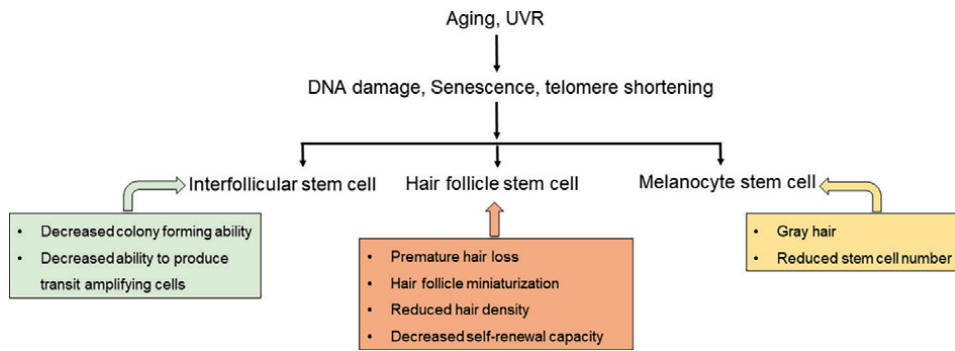 Aging, UVR
DNA damage, Senescence, telomere shortening
Interfollicular stem cell
Hair follicle stem cell
Melanocyte stem cell
• Decreased colony forming ability
• Decreased ability to produce
transit amplifying cells
• Premature hair loss
• Hair follicle miniaturization
• Reduced hair density
• Decreased self-renewal capacity
• Gray hair
• Reduced stem cell number